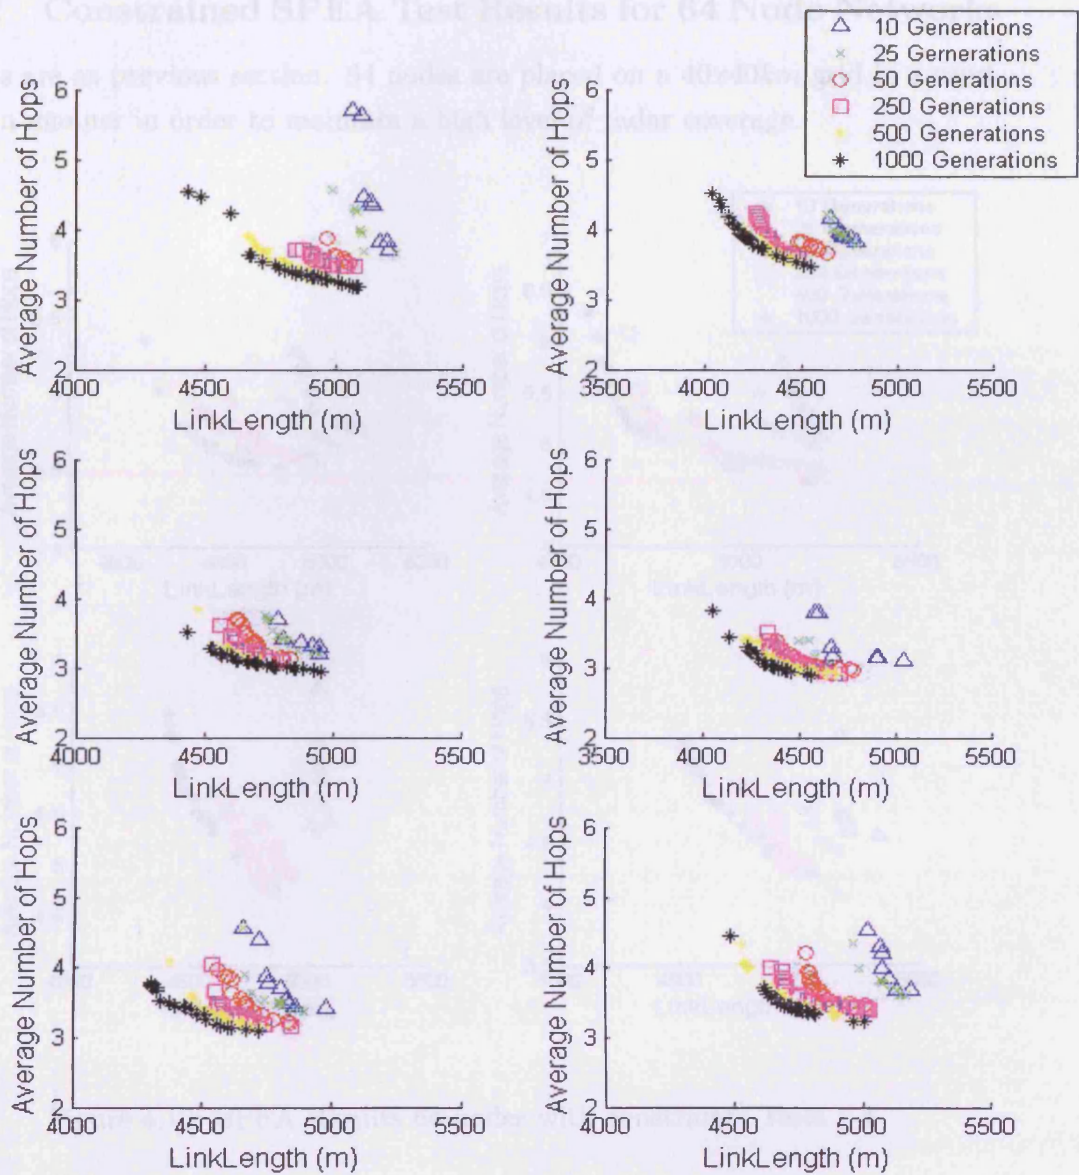 Constrained SPEA Test Results for 64 Node Networks
s are as previous section. 64 nodes are placed on a 40x40km grid
n manner in order to maintain a high level of radar coverage.
10 Generations
25 Gernerations
50 Generations
250 Generations
500 Generations
1000 Generations
Average Number of Hops
6
5
4
3
2
4000 4500 5000 5500
LinkLength (m)
Average Number of Hops
6
5
4
3
2
3500 4000 4500 5000 5500
LinkLength (m)
Average Number of Hops
6
5
4
3
2
4000 4500 5000 5500
LinkLength (m)
Average Number of Hops
6
5
4
3
2
3500 4000 4500 5000 5500
LinkLength (m)
Average Number of Hops
6
5
4
3
2
4000 4500 5000 5500
LinkLength (m)
Average Number of Hops
6
5
4
3
2
4000 4500 5000 5500
LinkLength (m)